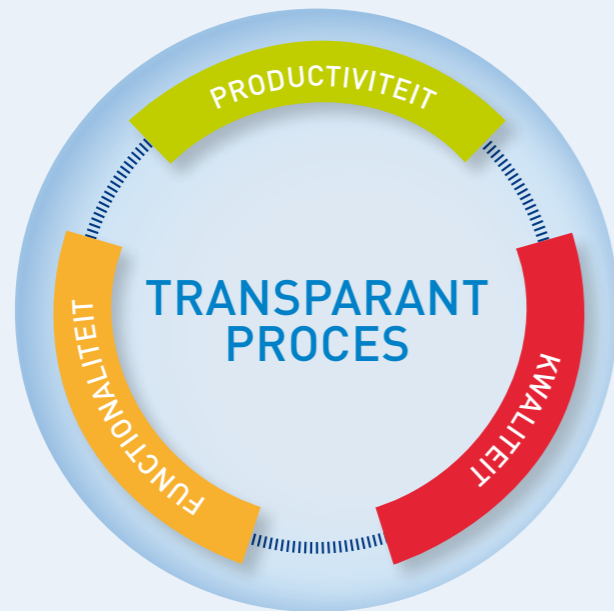 PRODUCTIVITEIT
TRANSPARANT
PROCES
FUNCTIONALITEIT
KWALITEIT